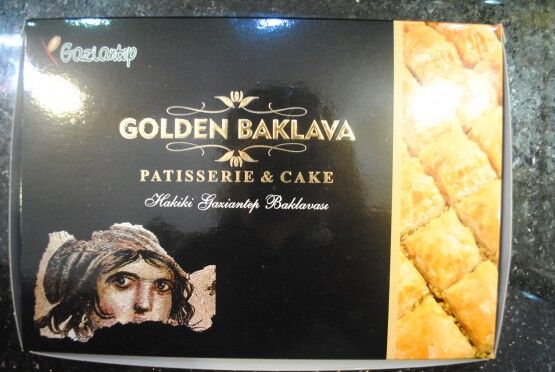 Gaziantep
GOLDEN BAKLAVA
PATISSERIE & CAKE
Hakiki Gaziantep Baklavası